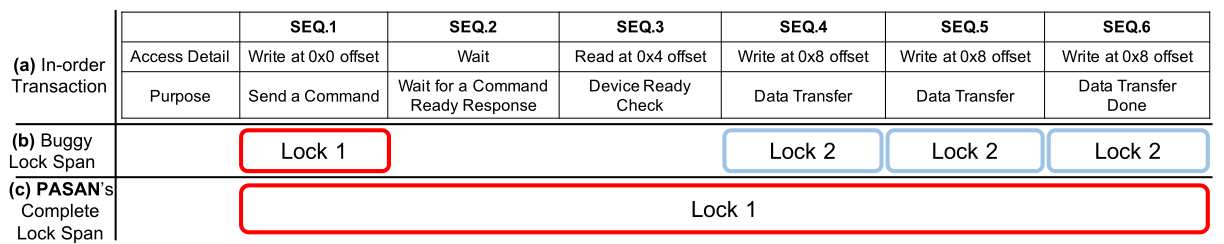 SEQ.1 SEQ.2 SEQ.3 SEQ.4 SEQ.5 SEQ.6
(a) In-order
Transaction
Access Detail Write at 0x0 offset Wait Read at 0x4 offset Write at 0x8 offset Write at 0x8 offset Write at 0x8 offset
Purpose Send a Command Wait for a Command
Ready Response Device Ready
Check Data Transfer Data Transfer Data Transfer
Done
(b) Buggy
Lock Span
Lock 1 Lock 2 Lock 2 Lock 2
(c) PASAN's
Complete
Lock Span
Lock 1